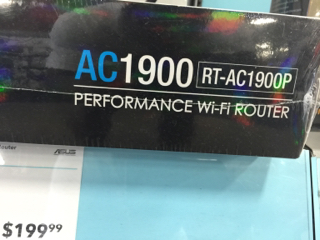 AC1900 RT-AC1900P
PERFORMANCE Wi-Fi ROUTER
outer ASUS
$199⁹⁹